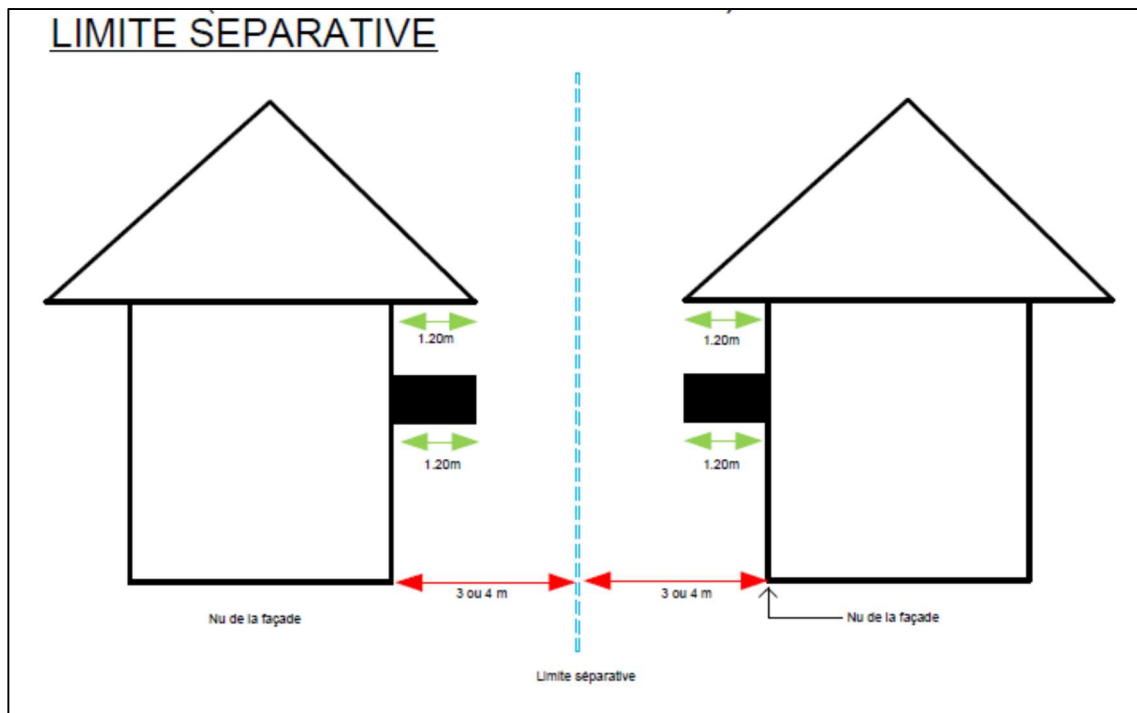 LIMITE SEPARATIVE
1.20m
1.20m
1.20m
1.20m
3 ou 4 m
3 ou 4 m
Nu de la façade
Nu de la façade
Limite séparative